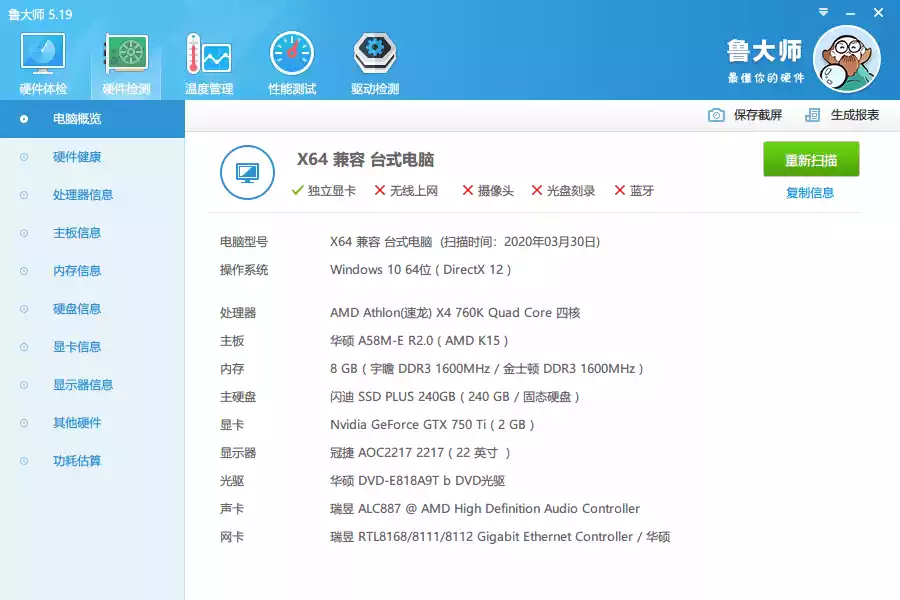 鲁大师 5.19
硬件体检 硬件检测 温度管理 性能测试 驱动检测
鲁大师
最懂你的硬件
保存截屏 生成报表
电脑概览
硬件健康
处理器信息
主板信息
内存信息
硬盘信息
显卡信息
显示器信息
其他硬件
功耗估算
X64 兼容 台式电脑
独立显卡 无线上网 摄像头 光盘刻录 蓝牙
重新扫描
复制信息
电脑型号 X64 兼容 台式电脑 (扫描时间：2020年03月30日)
操作系统 Windows 10 64位 ( DirectX 12 )
处理器 AMD Athlon(速龙) X4 760K Quad Core 四核
主板 华硕 A58M-E R2.0 ( AMD K15 )
内存 8 GB ( 宇瞻 DDR3 1600MHz / 金士顿 DDR3 1600MHz )
主硬盘 闪迪 SSD PLUS 240GB ( 240 GB / 固态硬盘 )
显卡 Nvidia GeForce GTX 750 Ti ( 2 GB )
显示器 冠捷 AOC2217 2217 ( 22 英寸 )
光驱 华硕 DVD-E818A9T b DVD光驱
声卡 瑞昱 ALC887 @ AMD High Definition Audio Controller
网卡 瑞昱 RTL8168/8111/8112 Gigabit Ethernet Controller / 华硕